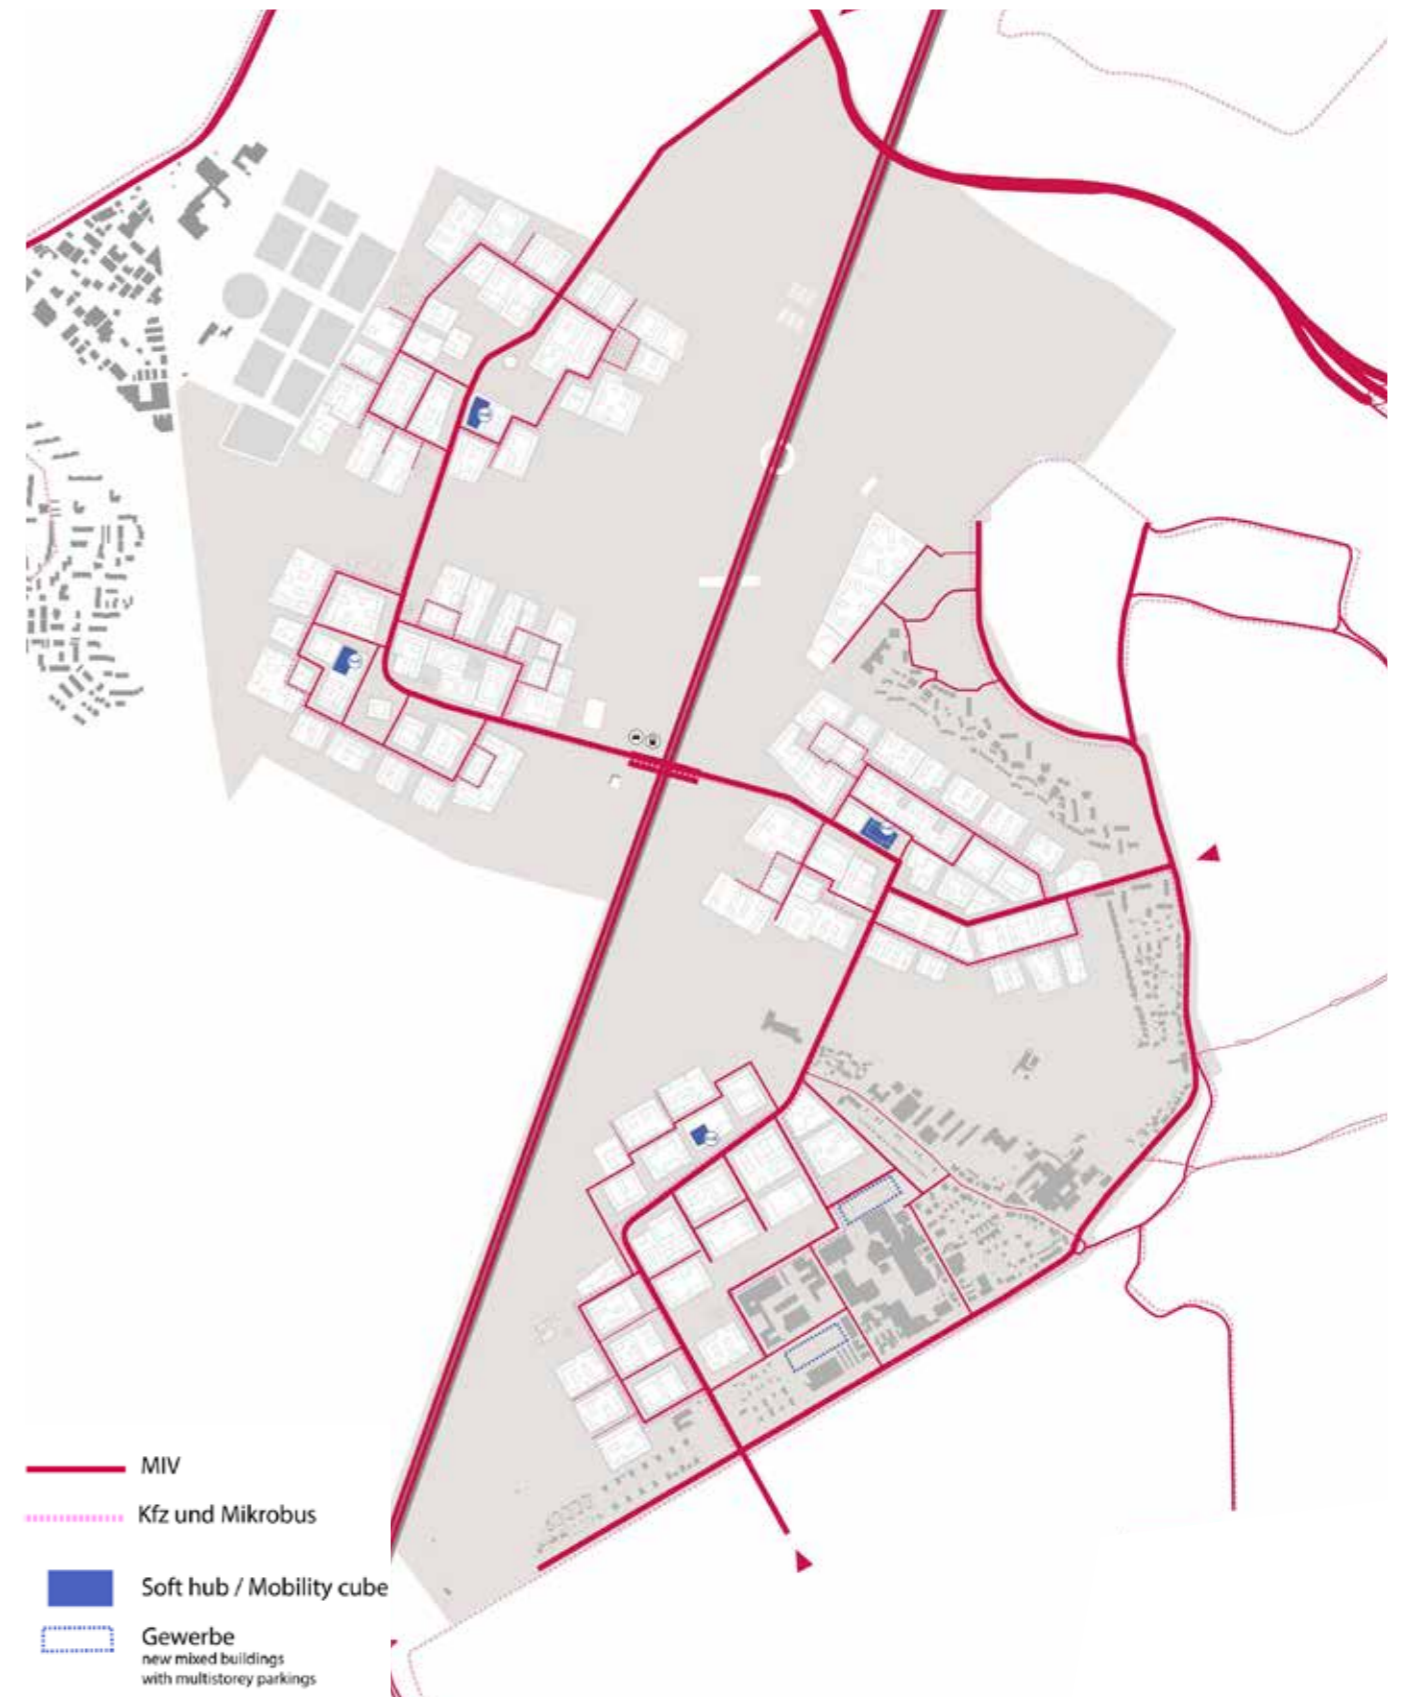 MIV
Kfz und Mikrobus
Soft hub / Mobility cube
Gewerbe
new mixed buildings
with multistorey parkings